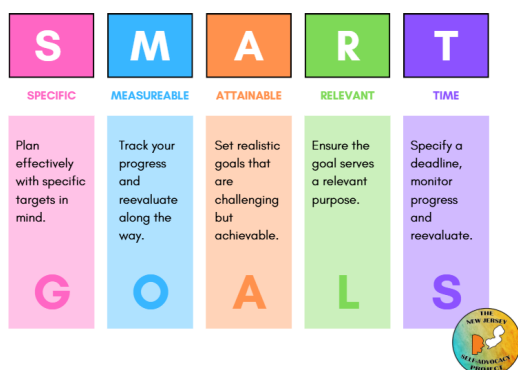 S M A R T
SPECIFIC
MEASUREABLE
ATTAINABLE
RELEVANT
TIME
Plan
effectively
with specific
targets in
mind.
Track your
progress
and
reevaluate
along the
way.
Set realistic
goals that
are
challenging
but
achievable.
Ensure the
goal serves
a relevant
purpose.
Specify a
deadline,
monitor
progress
and
reevaluate.
G O A L S
THE
NEW JERSEY
SELF-ADVOCACY
PROJECT